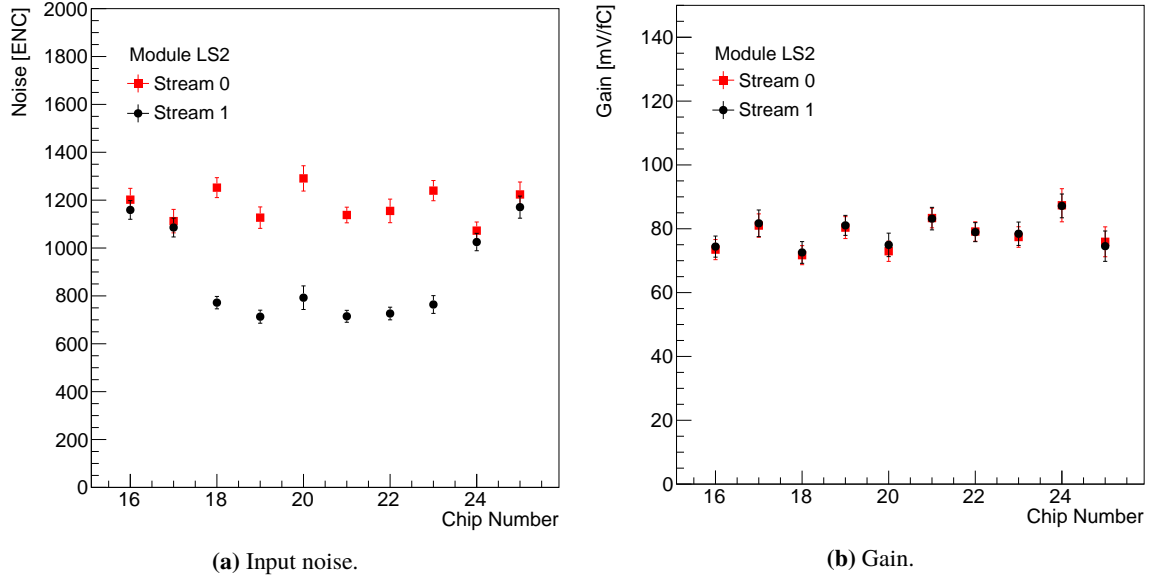 Noise [ENC]
2000
1800
1600
1400
1200
1000
800
600
400
200
0
Module LS2
Stream 0
Stream 1
16 18 20 22 24
Chip Number
(a) Input noise.
Gain [mV/fC]
140
120
100
80
60
40
20
0
Module LS2
Stream 0
Stream 1
16 18 20 22 24
Chip Number
(b) Gain.